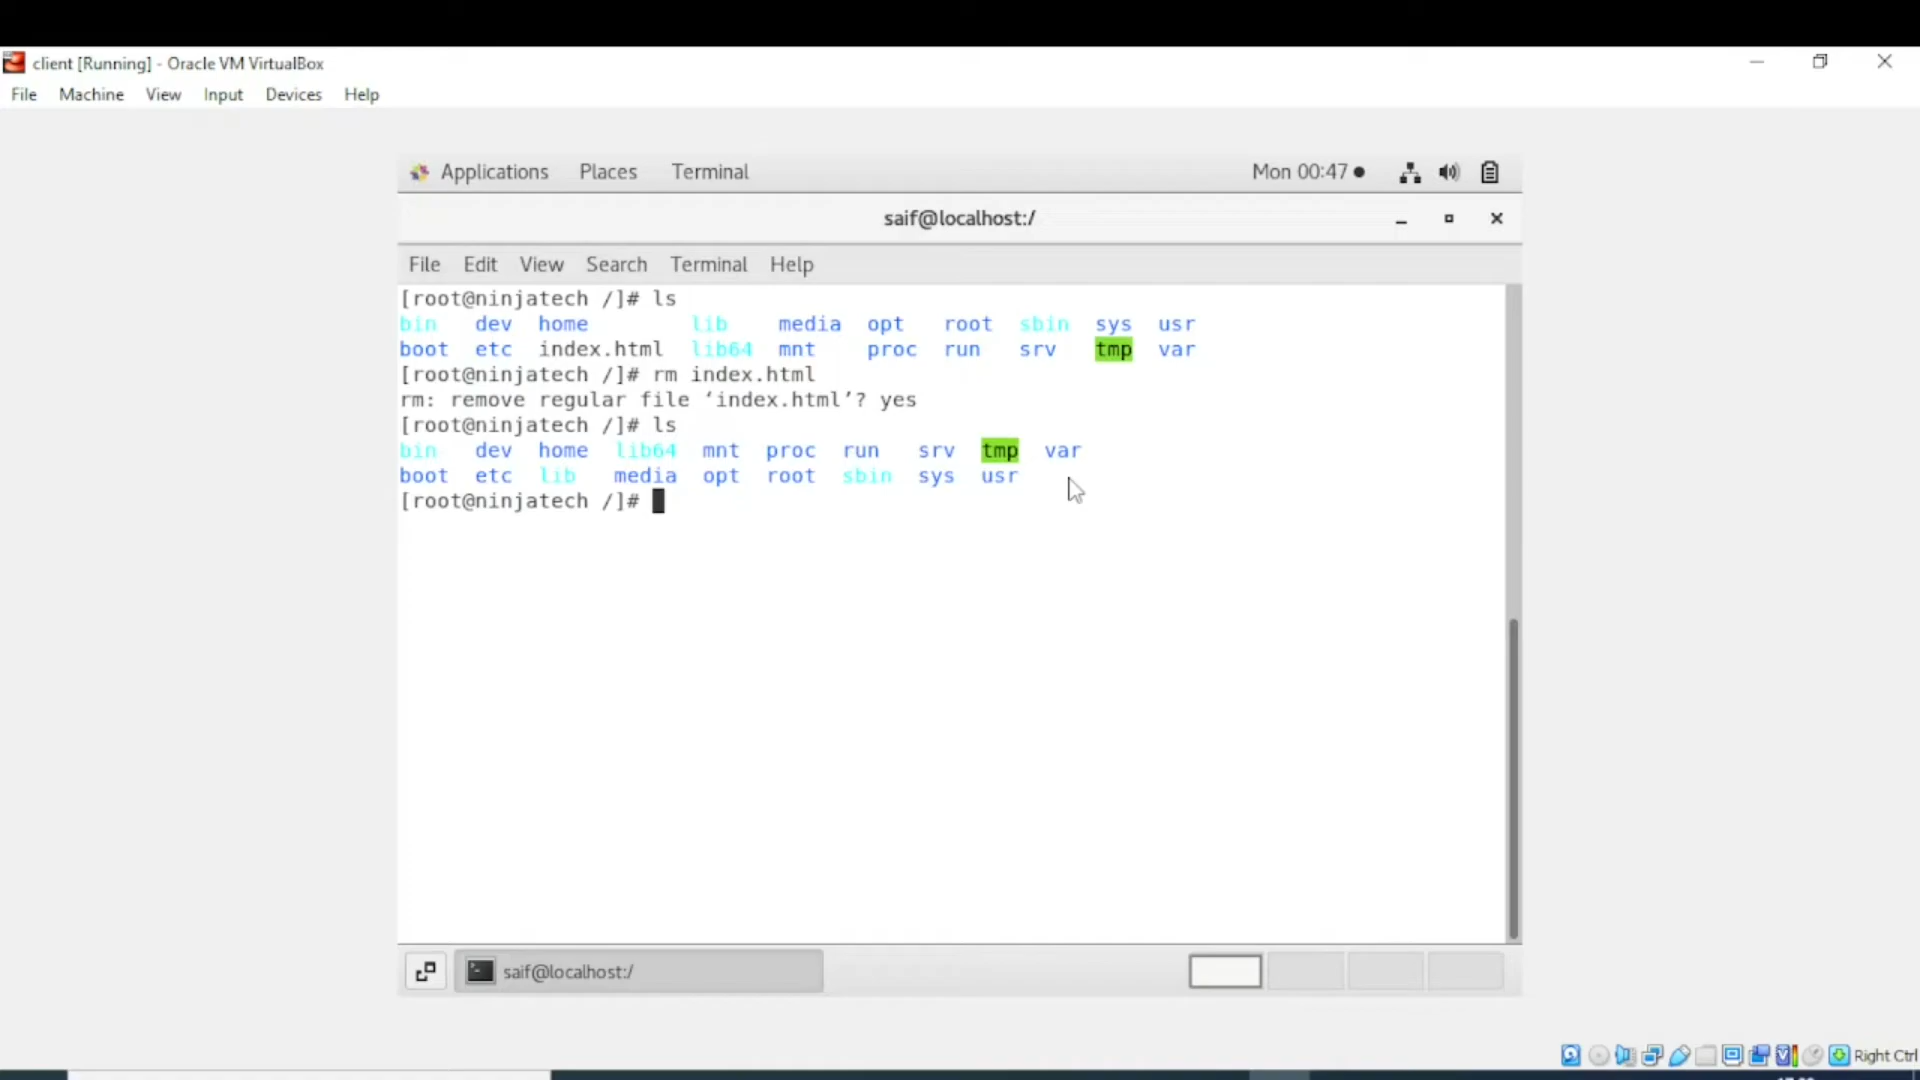 client [Running] - Oracle VM VirtualBox
File Machine View Input Devices Help
Applications Places Terminal Mon 00:47
saif@localhost:/
File Edit View Search Terminal Help
[root@ninjatech /]# ls
bin dev home lib media opt root sbin sys usr
boot etc index.html lib64 mnt proc run srv tmp var
[root@ninjatech /]# rm index.html
rm: remove regular file ‘index.html’? yes
[root@ninjatech /]# ls
bin dev home lib64 mnt proc run srv tmp var
boot etc lib media opt root sbin sys usr
[root@ninjatech /]#
saif@localhost:/
Right Ctrl